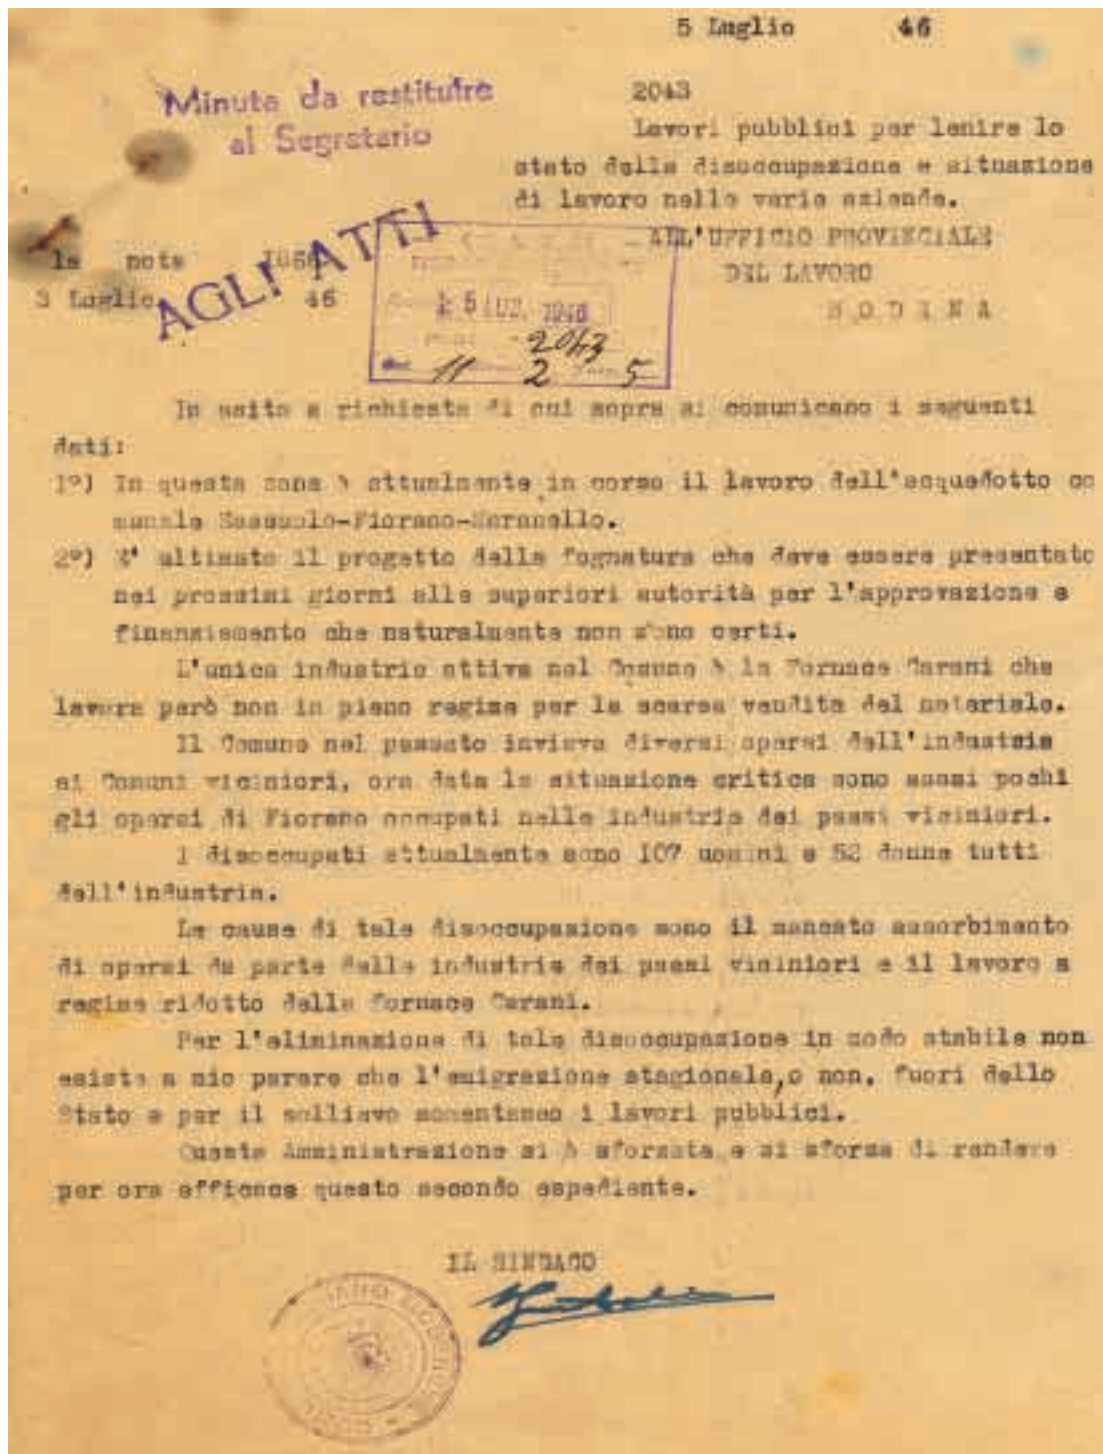 5 Luglio 46
Minuta da restituire
al Segretario
2043
Lavori pubblici per lenire lo
stato della disoccupazione e situazione
di lavoro nelle varie aziende.
ALL'UFFICIO PROVINCIALE
DEL LAVORO
MODENA
la nota
3 Luglio 46
AGLI ATTI
5 LUG. 1946
2043
11 2 5
In esito a richiesta di cui sopra si comunicano i seguenti
dati:
1°) In questa zona è attualmente in corso il lavoro dell'acquedotto co
munale Sassuolo-Fiorano-Maranello.
2°) E' ultimato il progetto della fognatura che deve essere presentato
nei prossimi giorni alle superiori autorità per l'approvazione e
finanziamento che naturalmente non sono certi.
L'unica industria attiva nel Comune è la Fornace Carani che
lavora però non in pieno regime per la scarsa vendita del materiale.
Il Comune nel passato inviava diversi operai dell'industria
ai Comuni viciniori, ora data la situazione critica sono assai pochi
gli operai di Fiorano occupati nelle industrie dei paesi viciniori.
I disoccupati attualmente sono 107 uomini e 52 donne tutti
dell'industria.
Le cause di tale disoccupazione sono il mancato assorbimento
di operai da parte delle industrie dei paesi viciniori e il lavoro a
regime ridotto della fornace Carani.
Per l'eliminazione di tale disoccupazione in modo stabile non
esiste a mio parere che l'emigrazione stagionale, o non, fuori dello
Stato e per il sollievo momentaneo i lavori pubblici.
Questa Amministrazione si è sforzata e si sforza di rendere
per ora efficace questo secondo espediente.
IL SINDACO